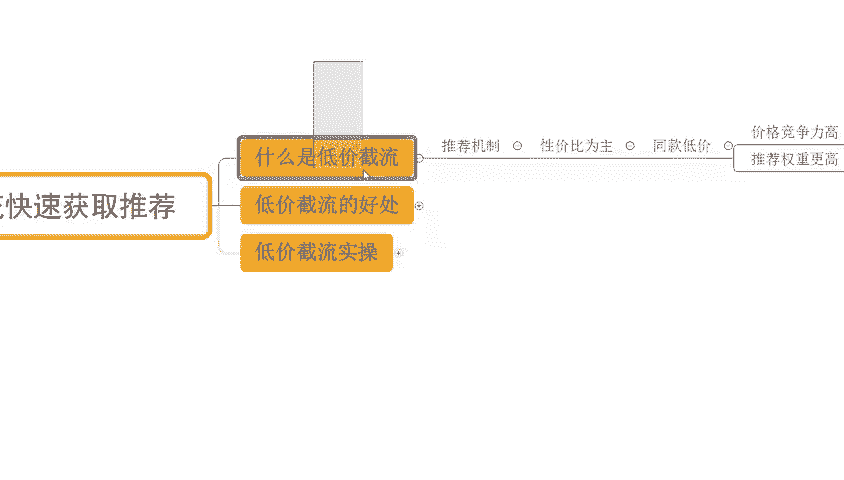 快速获取推荐
什么是低价截流
推荐机制
性价比为主
同款低价
价格竞争力高
推荐权重更高
低价截流的好处
低价截流实操